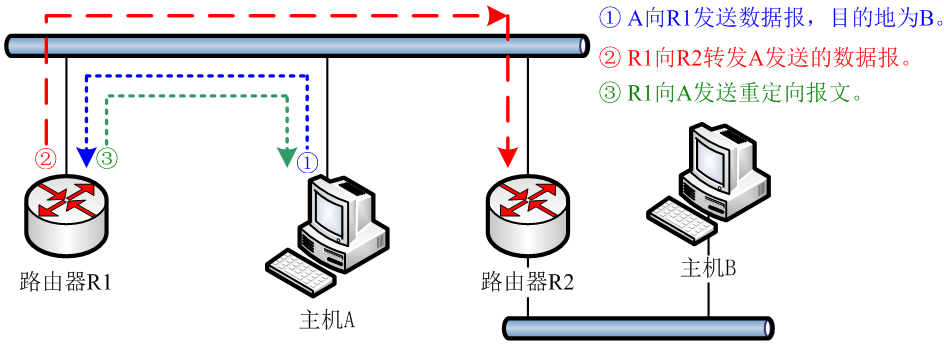 ① A向R1发送数据报，目的地为B。
② R1向R2转发A发送的数据报。
③ R1向A发送重定向报文。
②
③
①
路由器R1
主机A
路由器R2
主机B